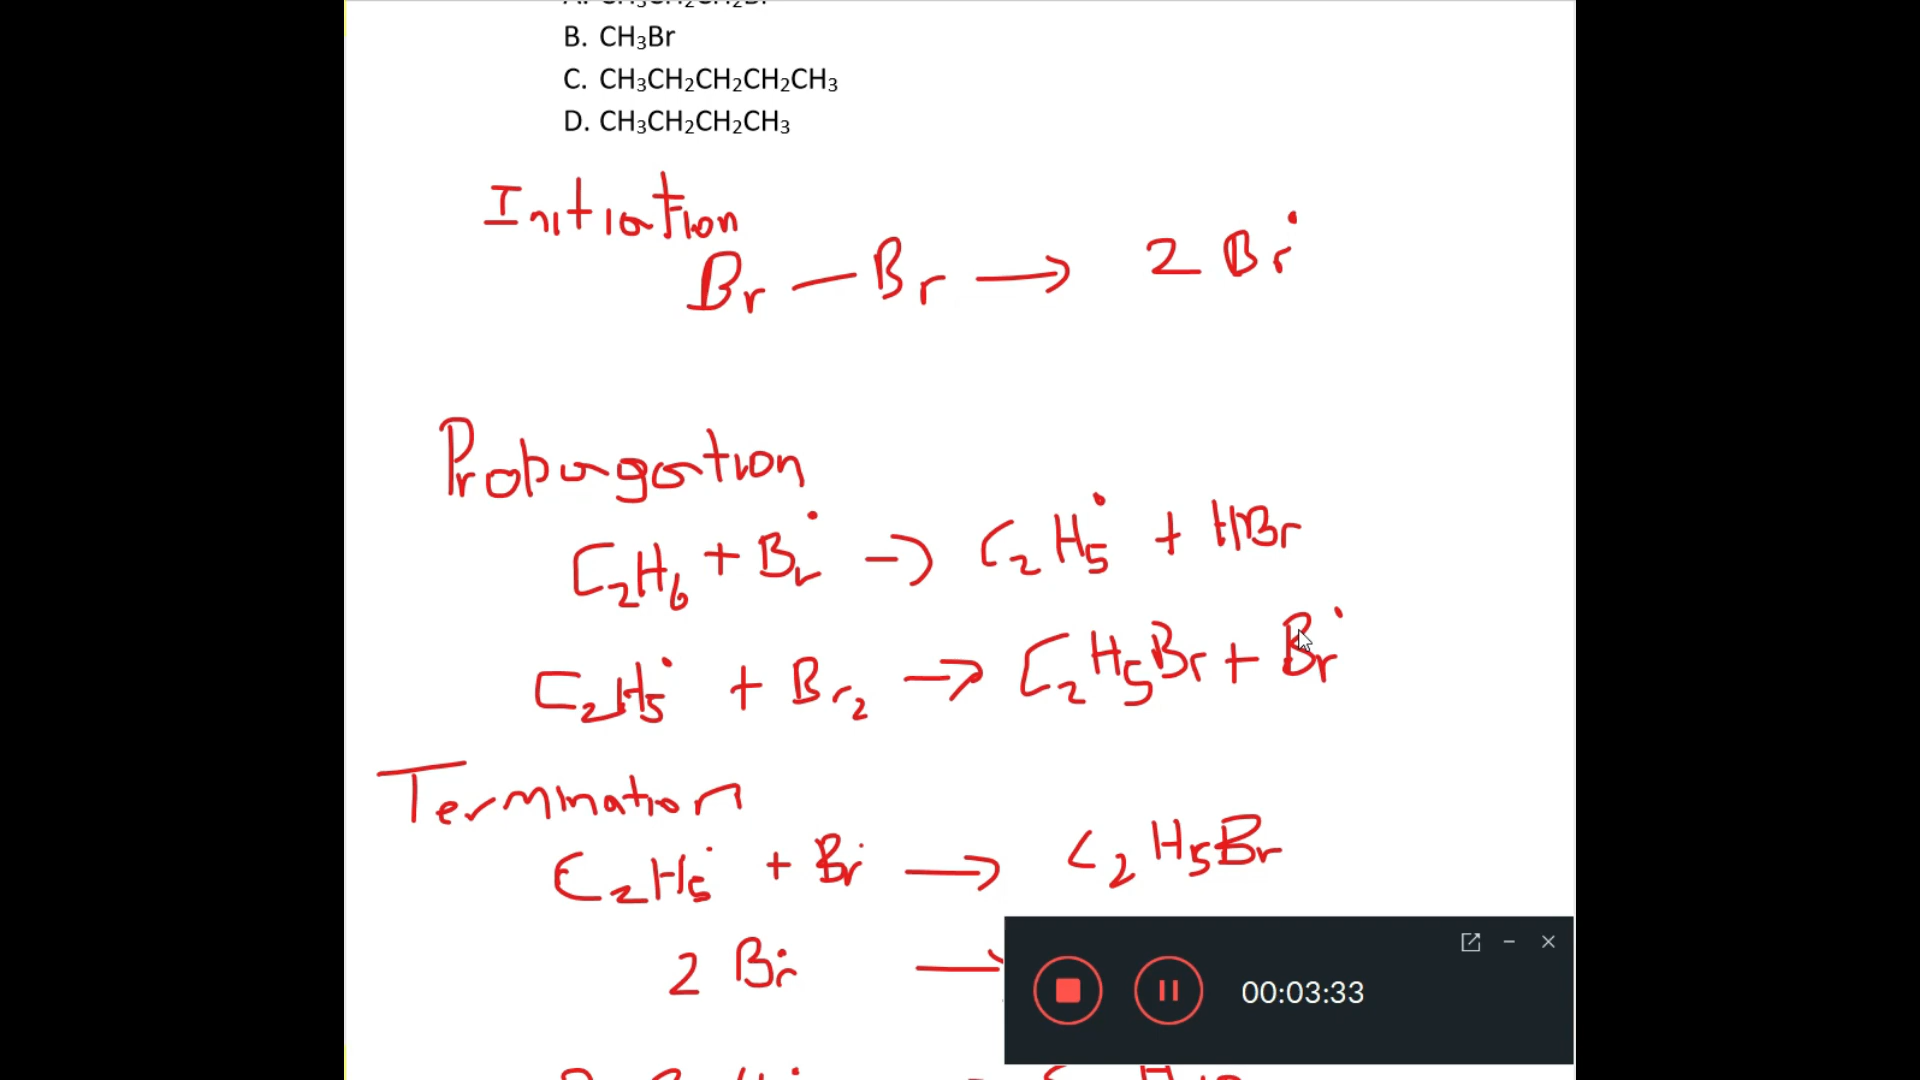 B. CH₃Br
C. CH₃CH₂CH₂CH₂CH₃
D. CH₃CH₂CH₂CH₃
Initiation
Br — Br → 2 Br•
Propagation
C₂H₆ + Br• → C₂H₅• + HBr
C₂H₅• + Br₂ → C₂H₅Br + Br•
Termination
C₂H₅• + Br• → C₂H₅Br
2 Br• →
00:03:33